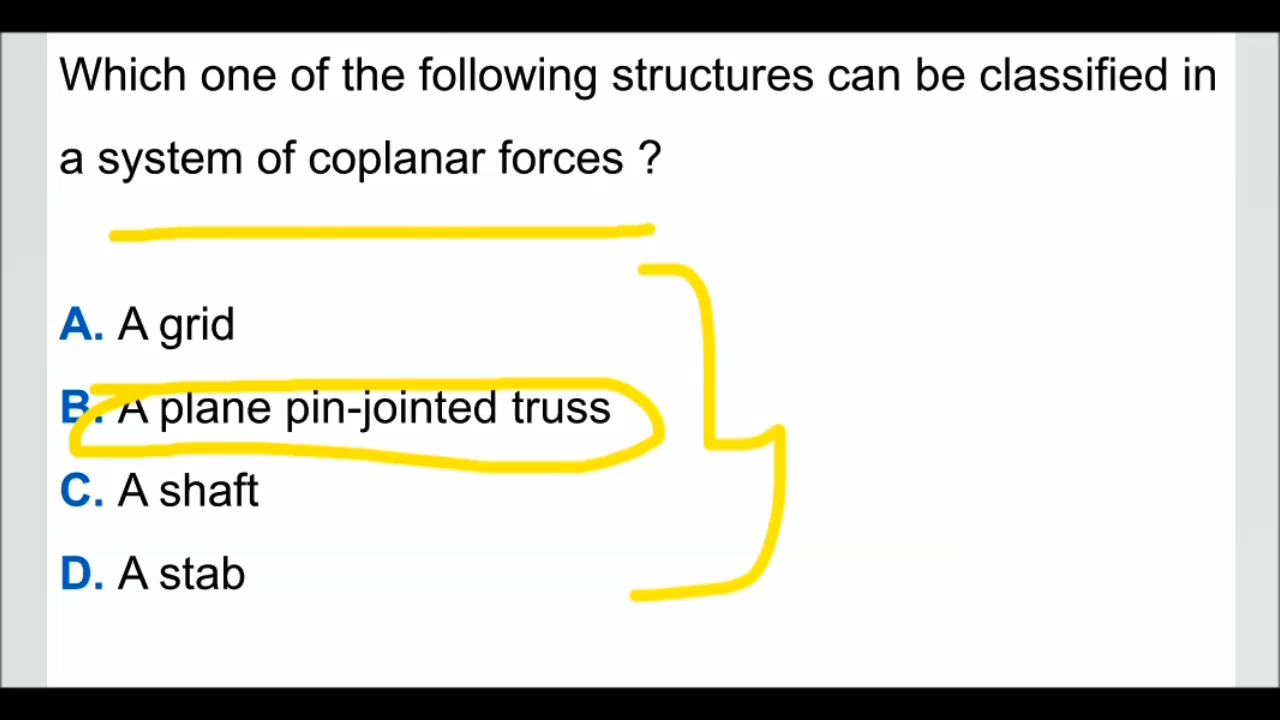 Which one of the following structures can be classified in
a system of coplanar forces ?
A. A grid
B. A plane pin-jointed truss
C. A shaft
D. A stab